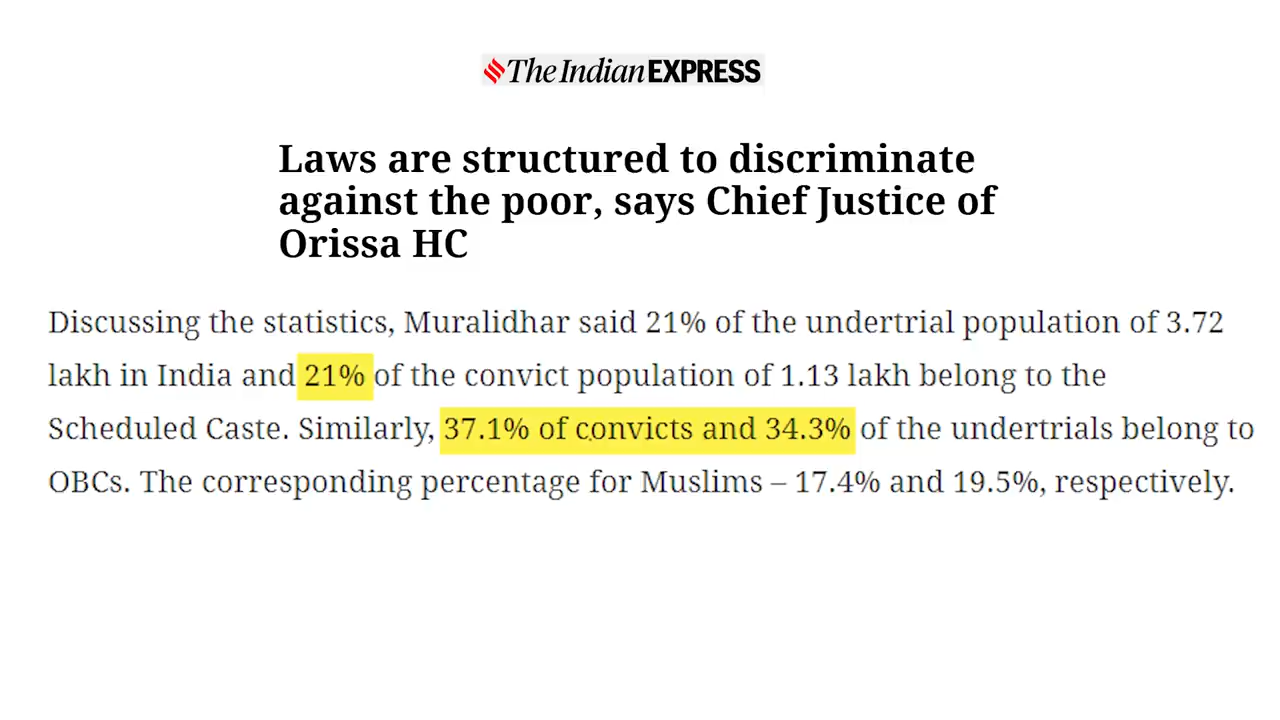 The Indian EXPRESS
Laws are structured to discriminate
against the poor, says Chief Justice of
Orissa HC
Discussing the statistics, Muralidhar said 21% of the undertrial population of 3.72
lakh in India and 21% of the convict population of 1.13 lakh belong to the
Scheduled Caste. Similarly, 37.1% of convicts and 34.3% of the undertrials belong to
OBCs. The corresponding percentage for Muslims – 17.4% and 19.5%, respectively.